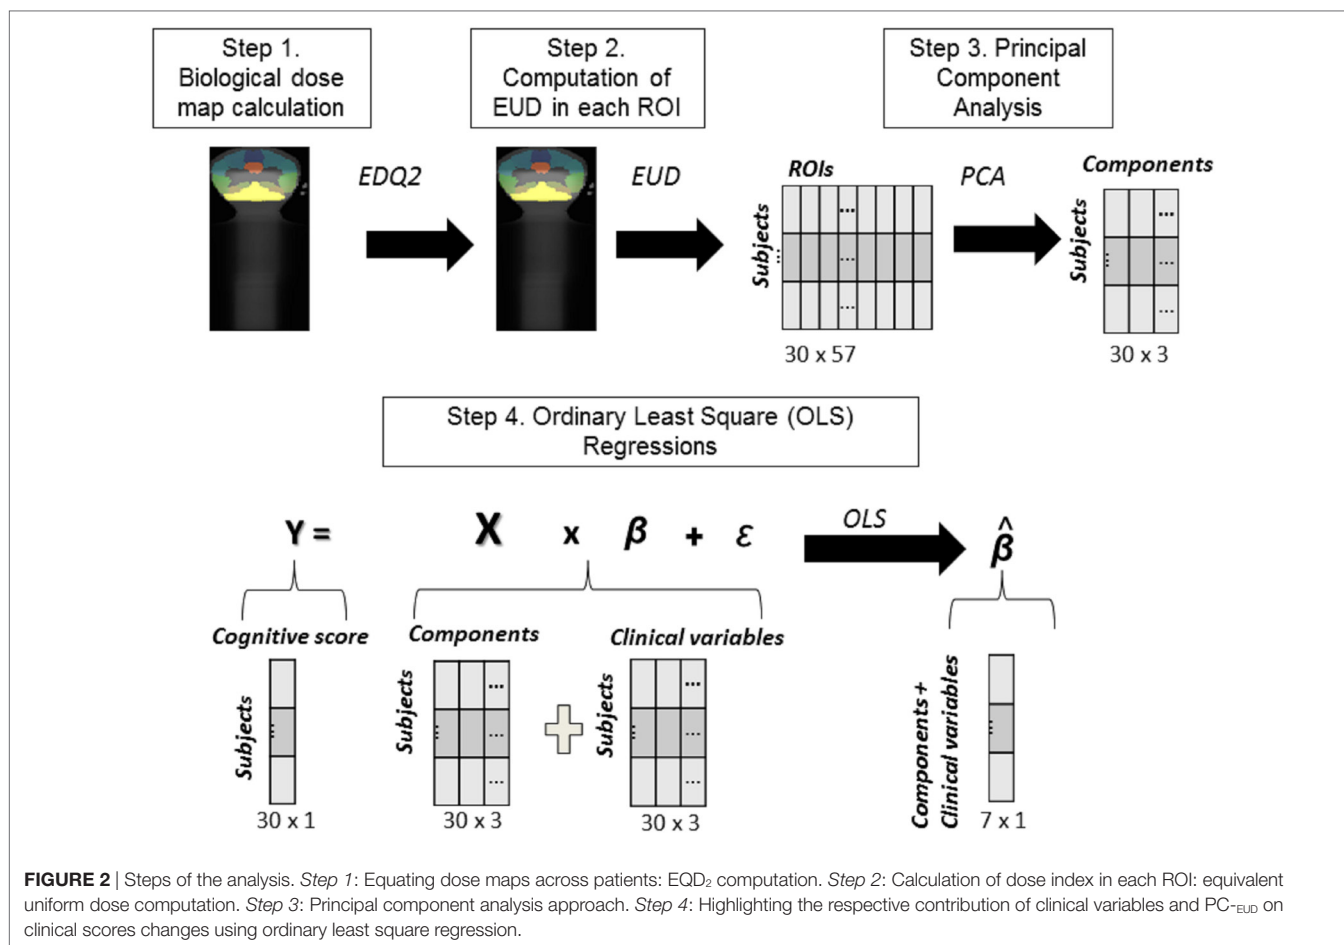 Step 1.
Biological dose
map calculation
Step 2.
Computation of
EUD in each ROI
Step 3. Principal
Component
Analysis
EDQ2
EUD
ROIs
Subjects
...
...
...
...
30 x 57
PCA
Components
Subjects
...
...
...
...
30 x 3
Step 4. Ordinary Least Square (OLS)
Regressions
Y =
X x β + ε
OLS
β̂
Cognitive score
Subjects
...
30 x 1
Components
Subjects
...
...
...
...
30 x 3
Clinical variables
Subjects
...
...
...
...
30 x 3
Components +
Clinical variables
...
7 x 1
FIGURE 2 | Steps of the analysis. Step 1: Equating dose maps across patients: EQD₂ computation. Step 2: Calculation of dose index in each ROI: equivalent
uniform dose computation. Step 3: Principal component analysis approach. Step 4: Highlighting the respective contribution of clinical variables and PC-EUD on
clinical scores changes using ordinary least square regression.